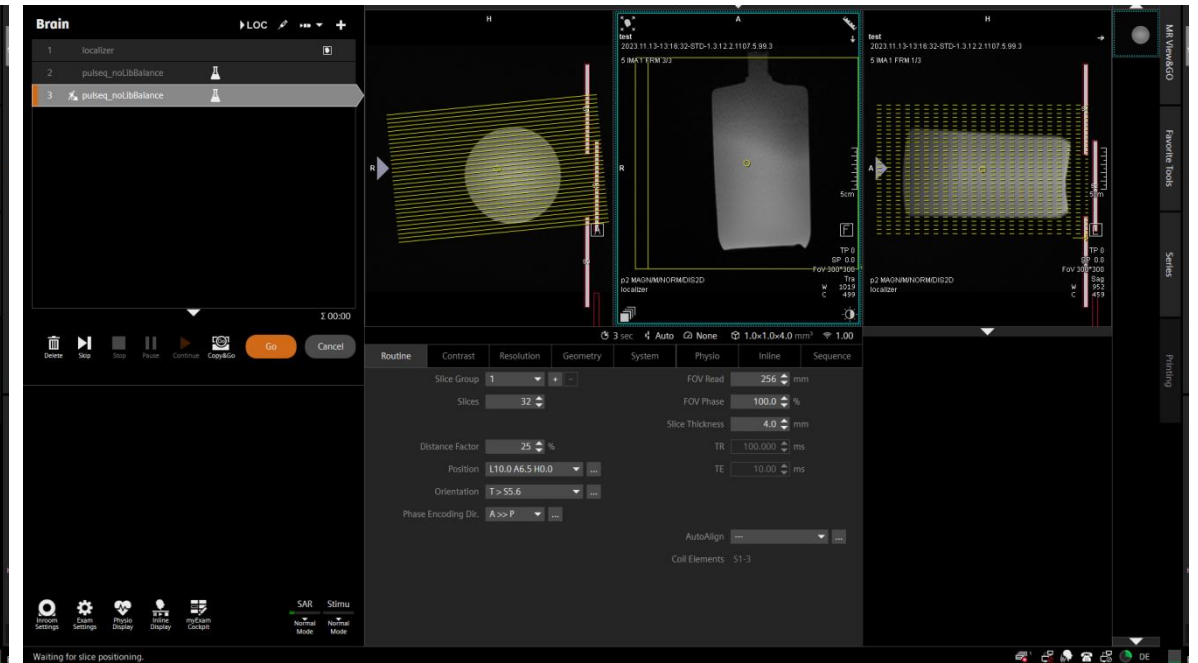 Brain
LOC
1 localizer
2 pulseq_noLibBalance
3 pulseq_noLibBalance
Σ 00:00
Delete Skip Stop Pause Continue Copy&Go Go Cancel
H
R
A
test
2023.11.13-13:16:32-STD-1.3.12.2.1107.5.99.3
5 IMA 1 FRM 3/3
R
5cm
F
TP 0
SP 0.0
FoV 300*300
Tra
W 1019
C 499
p2 M/NORM/DIS2D
localizer
H
test
2023.11.13-13:16:32-STD-1.3.12.2.1107.5.99.3
5 IMA 1 FRM 1/3
A
5cm
TP 0
SP 0.0
FoV 300*300
Sag
W 952
C 459
localizer
MR View&GO
Favorite Tools
Series
Printing
3 sec Auto None 1.0×1.0×4.0 mm³ 1.00
Routine Contrast Resolution Geometry System Physio Inline Sequence
Slice Group 1 + -
FOV Read 256 mm
Slices 32
FOV Phase 100.0 %
Slice Thickness 4.0 mm
Distance Factor 25 %
TR 100.000 ms
Position L10.0 A6.5 H0.0 ...
TE 10.00 ms
Orientation T > S5.6 ...
Phase Encoding Dir. A >> P ...
AutoAlign --- ...
Coil Elements S1-3
Inroom Settings
Exam Settings
Physio Display
Inline Display
myExam Cockpit
SAR Normal Mode
Stimu Normal Mode
Waiting for slice positioning.
DE